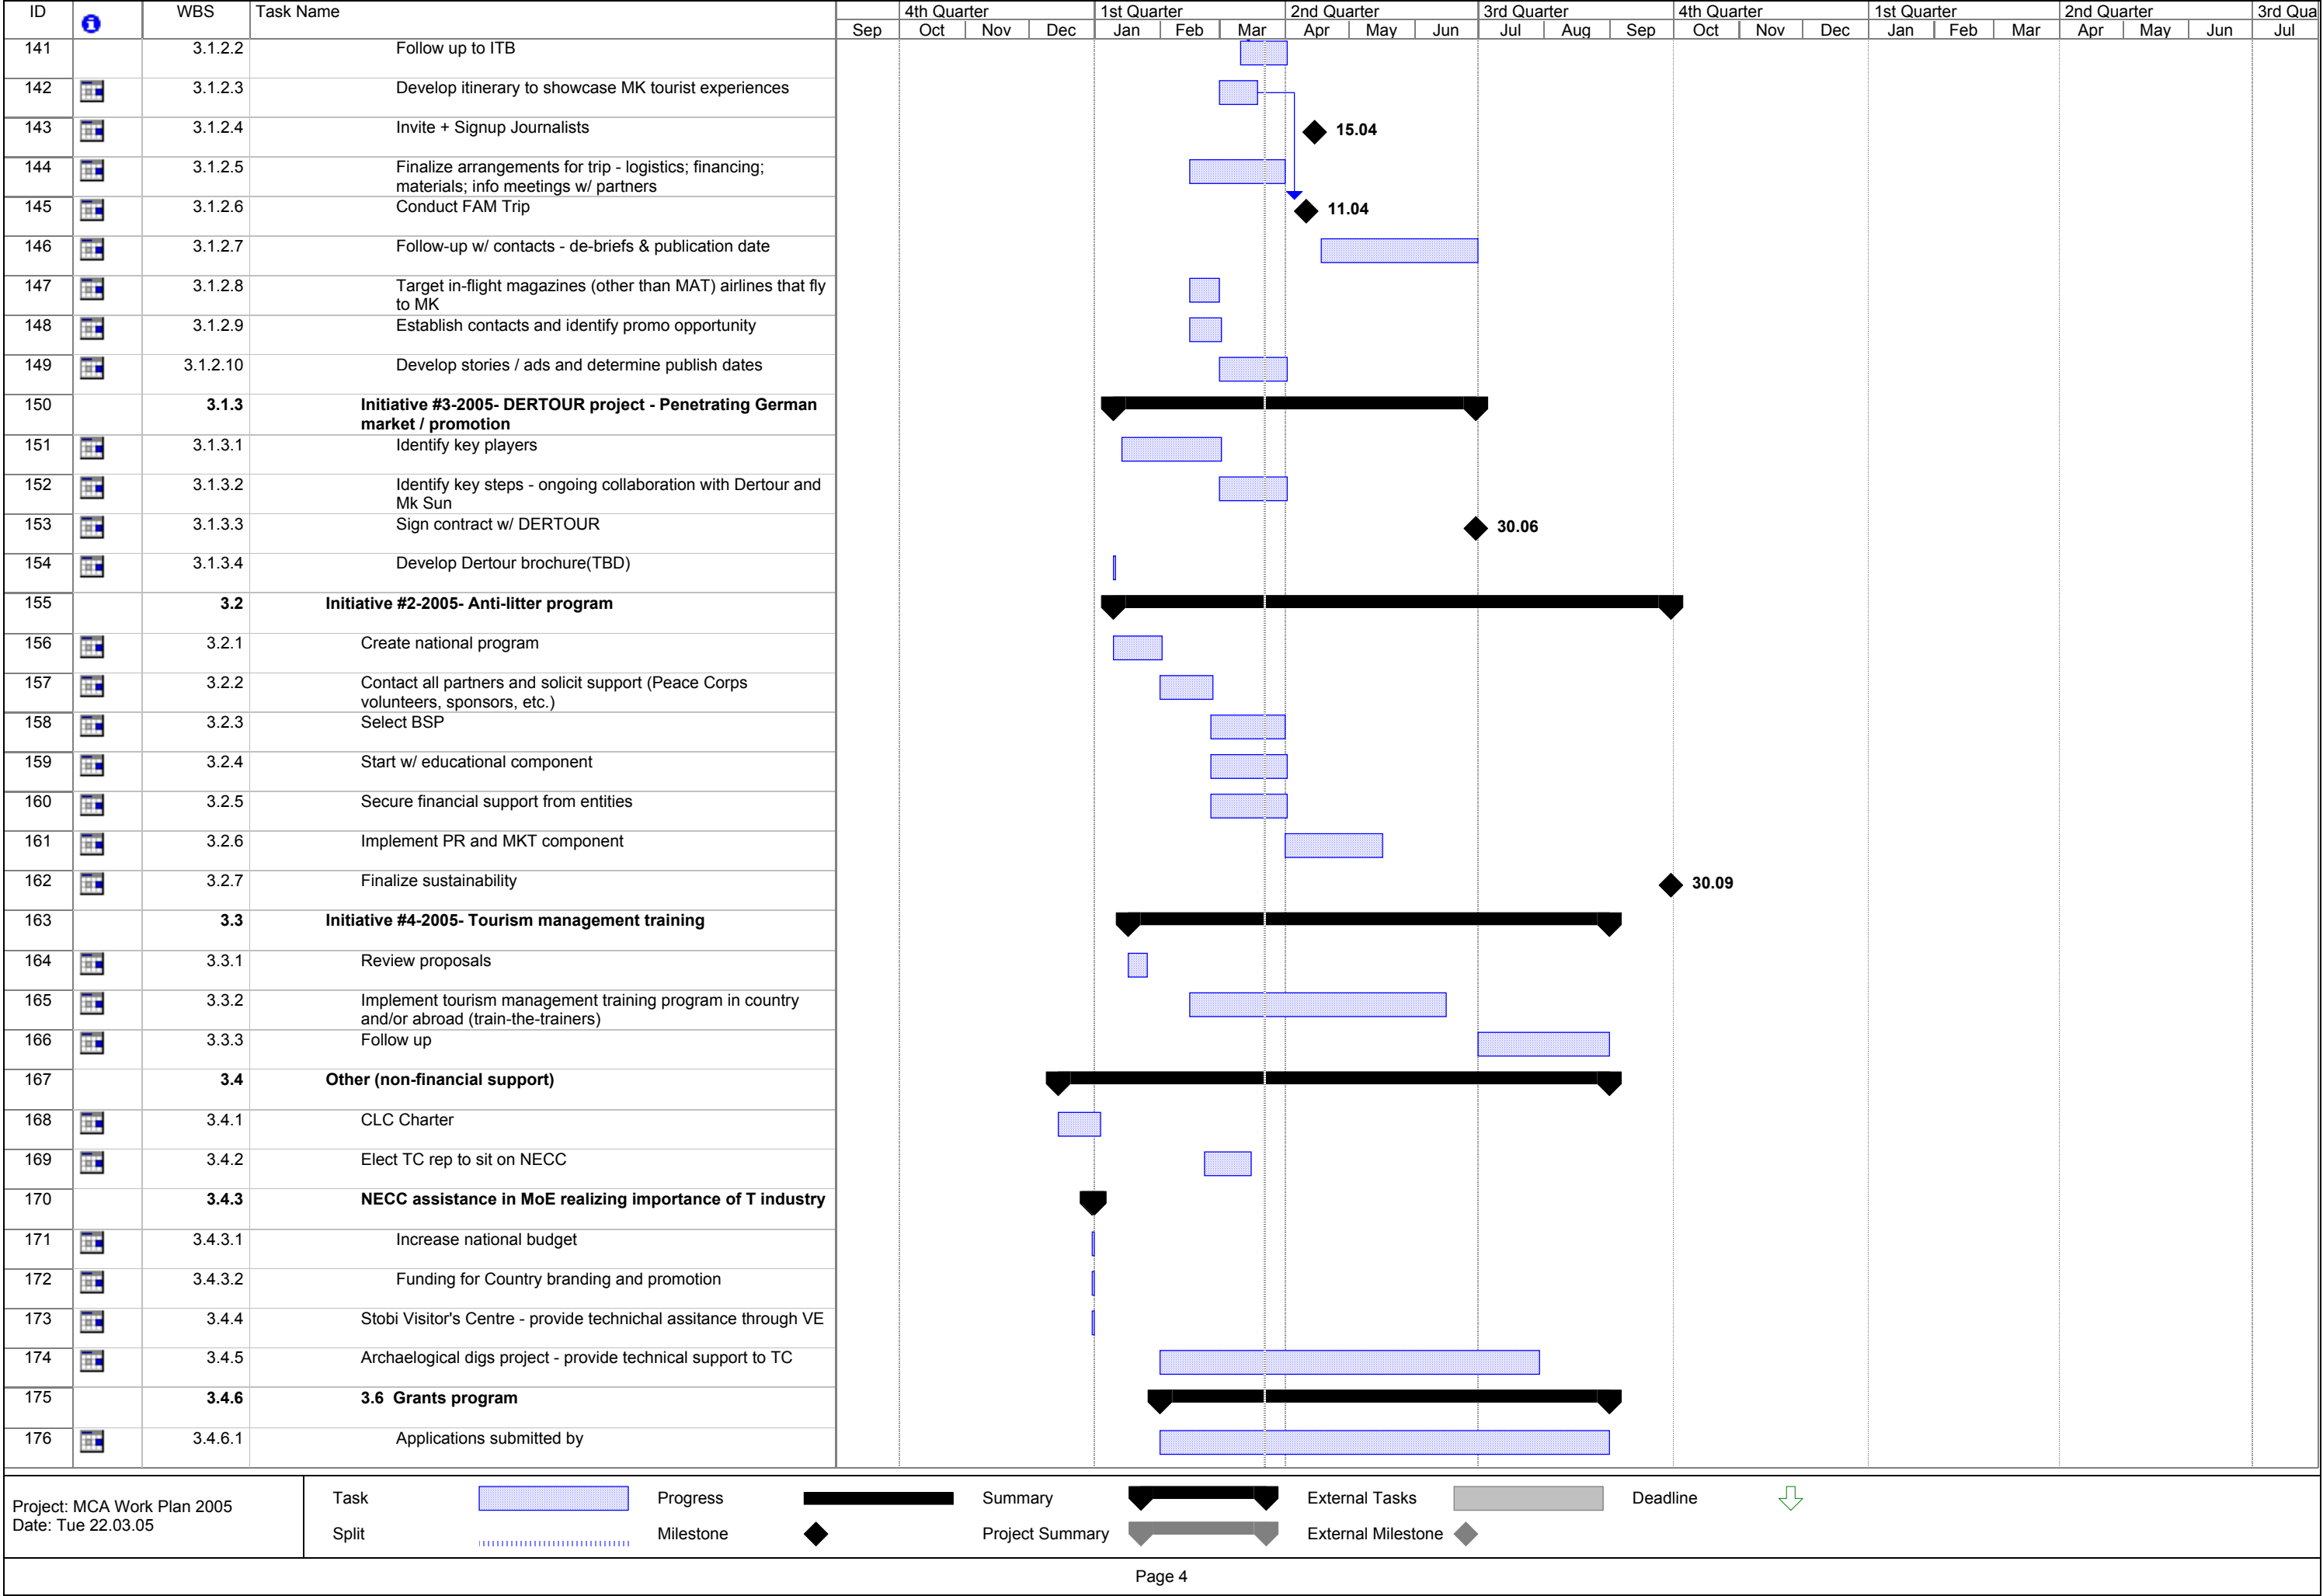 ID WBS Task Name
4th Quarter 1st Quarter 2nd Quarter 3rd Quarter 4th Quarter 1st Quarter 2nd Quarter 3rd Qua
Sep Oct Nov Dec Jan Feb Mar Apr May Jun Jul Aug Sep Oct Nov Dec Jan Feb Mar Apr May Jun Jul
141 3.1.2.2 Follow up to ITB
142 3.1.2.3 Develop itinerary to showcase MK tourist experiences
143 3.1.2.4 Invite + Signup Journalists 15.04
144 3.1.2.5 Finalize arrangements for trip - logistics; financing;
materials; info meetings w/ partners
145 3.1.2.6 Conduct FAM Trip 11.04
146 3.1.2.7 Follow-up w/ contacts - de-briefs & publication date
147 3.1.2.8 Target in-flight magazines (other than MAT) airlines that fly
to MK
148 3.1.2.9 Establish contacts and identify promo opportunity
149 3.1.2.10 Develop stories / ads and determine publish dates
150 3.1.3 Initiative #3-2005- DERTOUR project - Penetrating German
market / promotion
151 3.1.3.1 Identify key players
152 3.1.3.2 Identify key steps - ongoing collaboration with Dertour and
Mk Sun
153 3.1.3.3 Sign contract w/ DERTOUR 30.06
154 3.1.3.4 Develop Dertour brochure(TBD)
155 3.2 Initiative #2-2005- Anti-litter program
156 3.2.1 Create national program
157 3.2.2 Contact all partners and solicit support (Peace Corps
volunteers, sponsors, etc.)
158 3.2.3 Select BSP
159 3.2.4 Start w/ educational component
160 3.2.5 Secure financial support from entities
161 3.2.6 Implement PR and MKT component
162 3.2.7 Finalize sustainability 30.09
163 3.3 Initiative #4-2005- Tourism management training
164 3.3.1 Review proposals
165 3.3.2 Implement tourism management training program in country
and/or abroad (train-the-trainers)
166 3.3.3 Follow up
167 3.4 Other (non-financial support)
168 3.4.1 CLC Charter
169 3.4.2 Elect TC rep to sit on NECC
170 3.4.3 NECC assistance in MoE realizing importance of T industry
171 3.4.3.1 Increase national budget
172 3.4.3.2 Funding for Country branding and promotion
173 3.4.4 Stobi Visitor's Centre - provide technichal assitance through VE
174 3.4.5 Archaelogical digs project - provide technical support to TC
175 3.4.6 3.6 Grants program
176 3.4.6.1 Applications submitted by
Project: MCA Work Plan 2005
Date: Tue 22.03.05
Task Progress Summary External Tasks Deadline
Split Milestone Project Summary External Milestone
Page 4